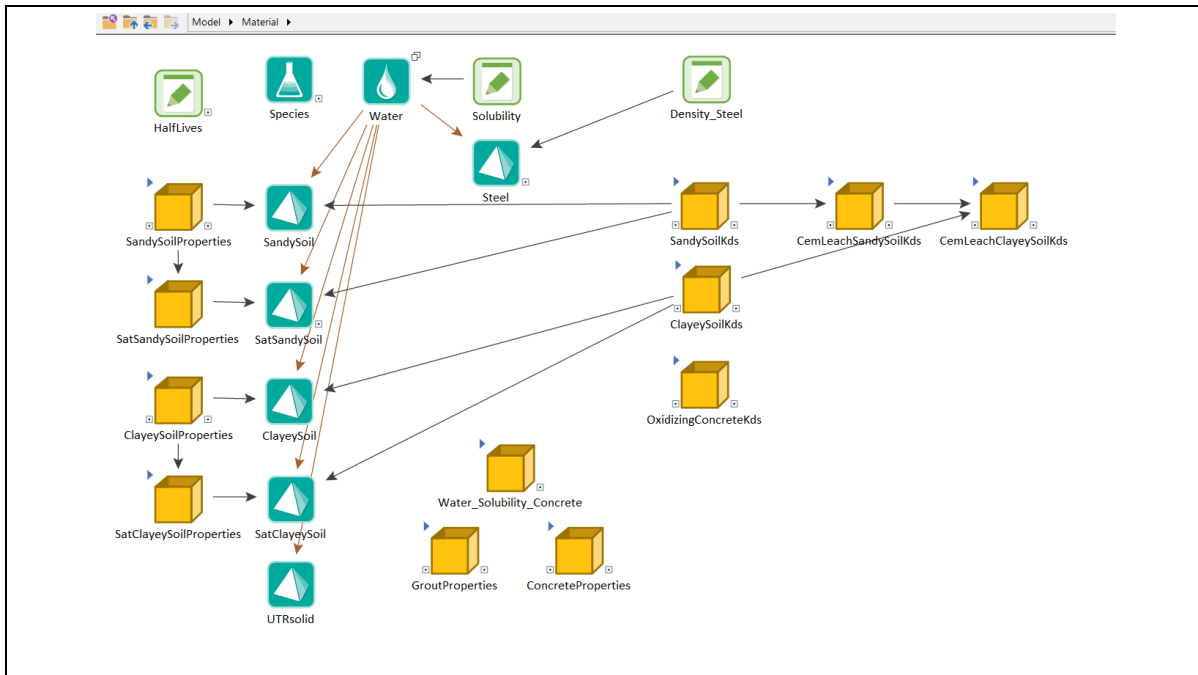 Model Material
HalfLives
Species
Water
Solubility
Density_Steel
Steel
SandySoilProperties
SandySoil
SandySoilKds
CemLeachSandySoilKds
CemLeachClayeySoilKds
SatSandySoilProperties
SatSandySoil
ClayeySoilKds
ClayeySoilProperties
ClayeySoil
OxidizingConcreteKds
Water_Solubility_Concrete
SatClayeySoilProperties
SatClayeySoil
GroutProperties
ConcreteProperties
UTRsolid